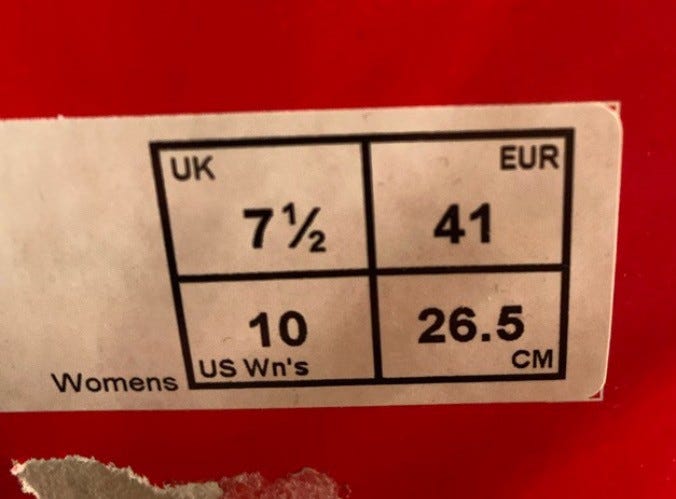 UK EUR
7½ 41
10 26.5
US Wn's CM
Womens